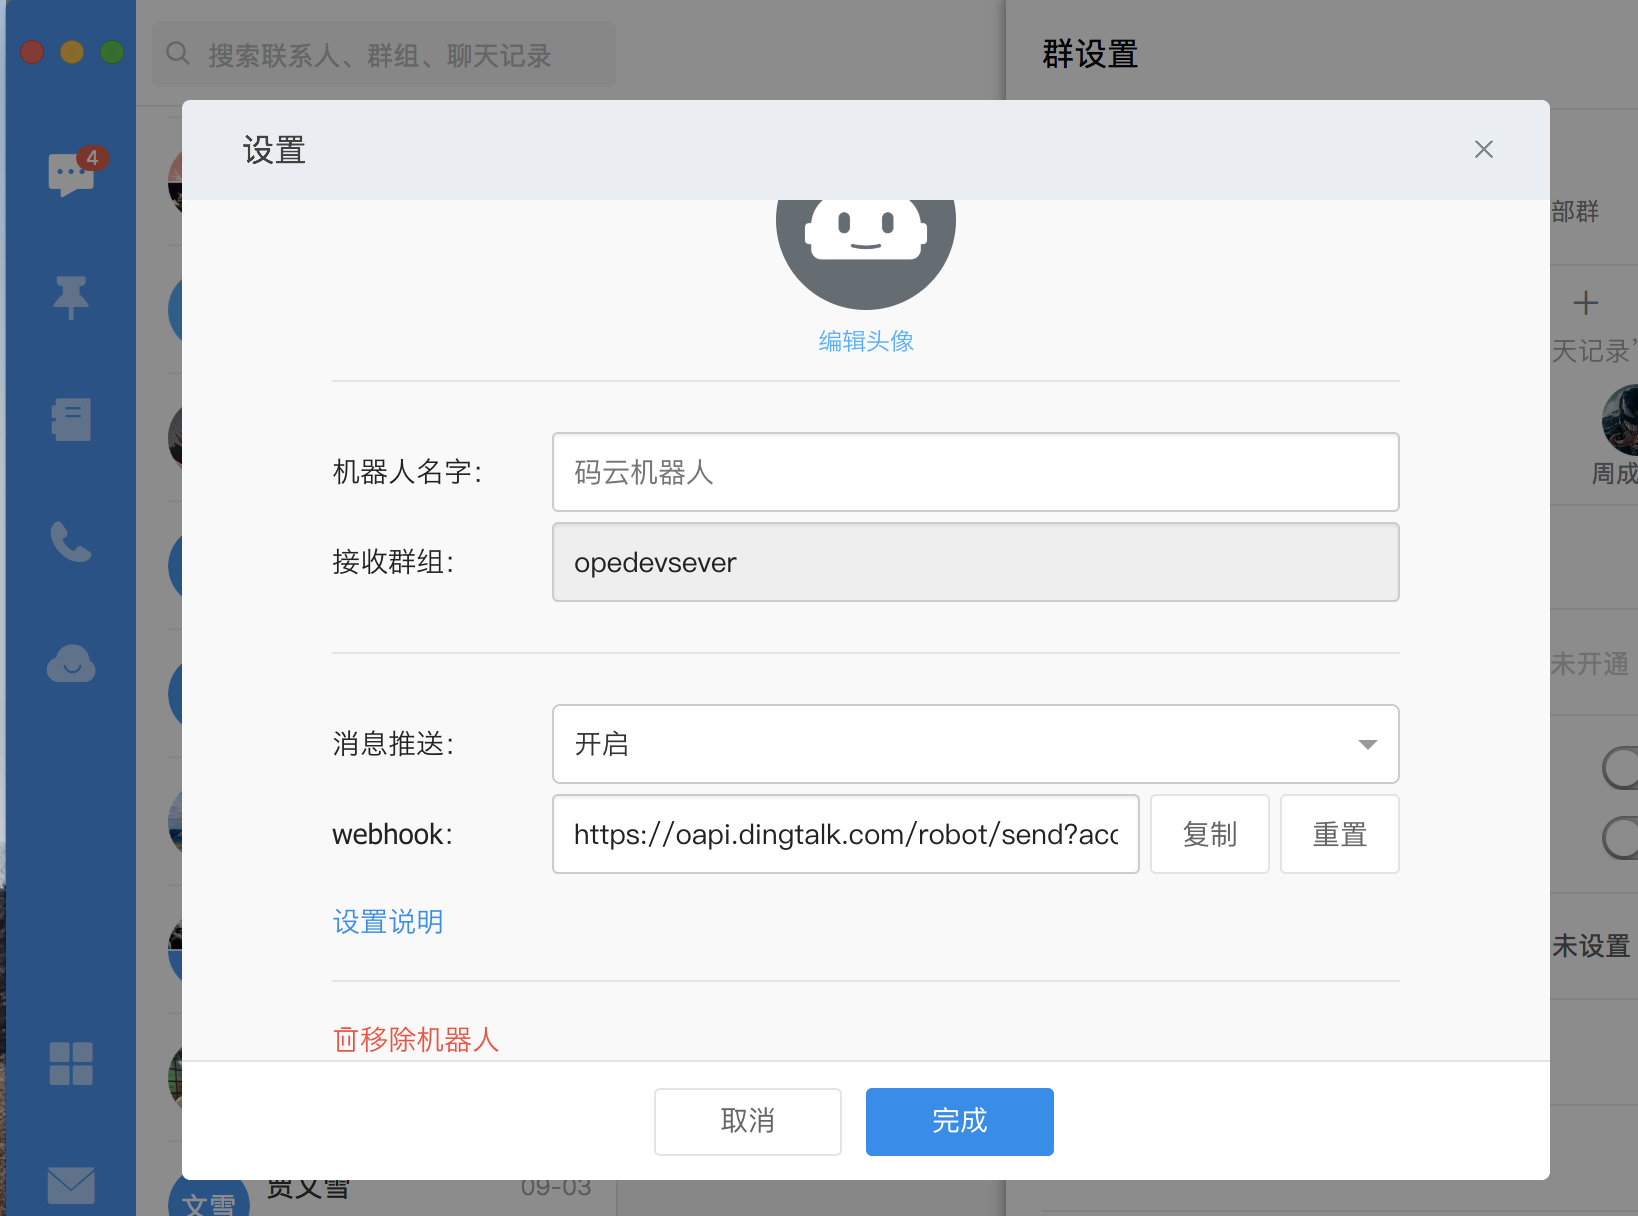 搜索联系人、群组、聊天记录
群设置
4
设置
部群
编辑头像
天记录
周成
机器人名字：
码云机器人
接收群组：
opedevsever
未开通
消息推送：
开启
webhook：
https://oapi.dingtalk.com/robot/send?acc
复制
重置
设置说明
未设置
移除机器人
取消
完成
贾文雪
09-03
文雪